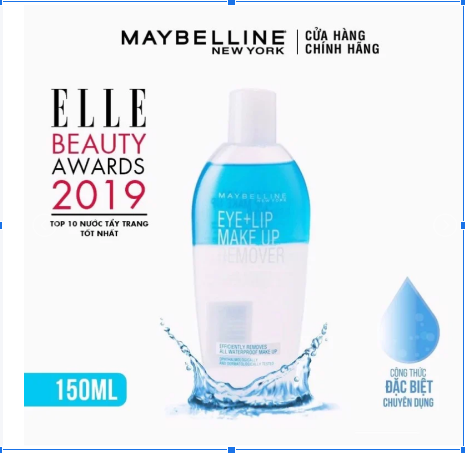 MAYBELLINE
NEW YORK
CỬA HÀNG
CHÍNH HÃNG
ELLE
BEAUTY
AWARDS
2019
TOP 10 NƯỚC TẨY TRANG
TỐT NHẤT
MAYBELLINE
NEW YORK
EYE+LIP
MAKE UP
REMOVER
EFFICIENTLY REMOVES
ALL WATERPROOF MAKE UP
150ML
CÔNG THỨC
ĐẶC BIỆT
CHUYÊN DỤNG